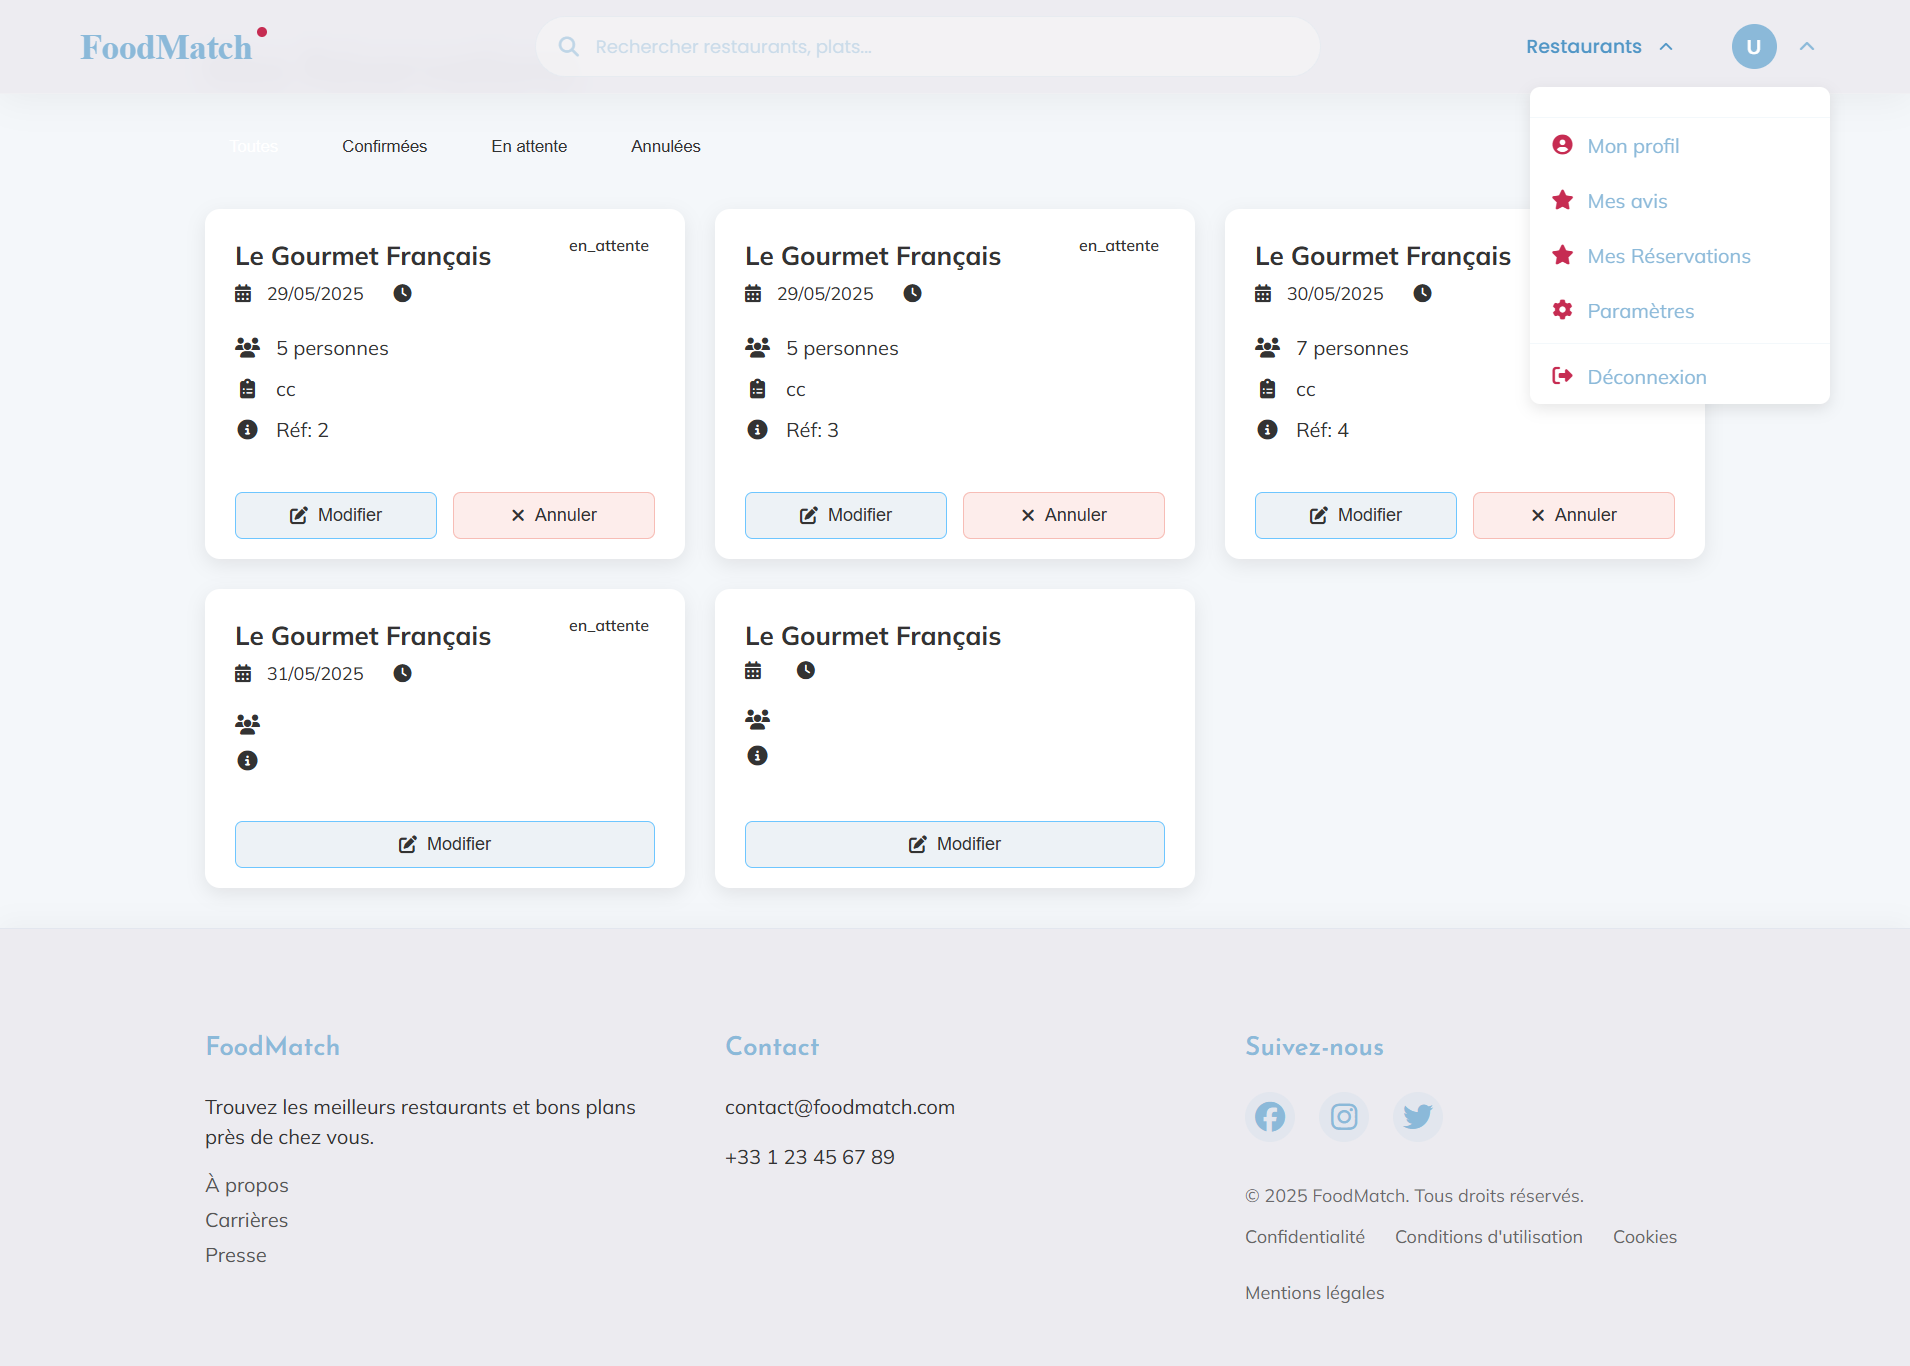 FoodMatch
Rechercher restaurants, plats...
Restaurants
U
Mon profil
Mes avis
Mes Réservations
Paramètres
Déconnexion
Toutes
Confirmées
En attente
Annulées
Le Gourmet Français
en_attente
29/05/2025
5 personnes
cc
Réf: 2
Modifier
Annuler
Le Gourmet Français
en_attente
29/05/2025
5 personnes
cc
Réf: 3
Modifier
Annuler
Le Gourmet Français
30/05/2025
7 personnes
cc
Réf: 4
Modifier
Annuler
Le Gourmet Français
en_attente
31/05/2025
Modifier
Le Gourmet Français
Modifier
FoodMatch
Trouvez les meilleurs restaurants et bons plans
près de chez vous.
À propos
Carrières
Presse
Contact
contact@foodmatch.com
+33 1 23 45 67 89
Suivez-nous
© 2025 FoodMatch. Tous droits réservés.
Confidentialité
Conditions d'utilisation
Cookies
Mentions légales